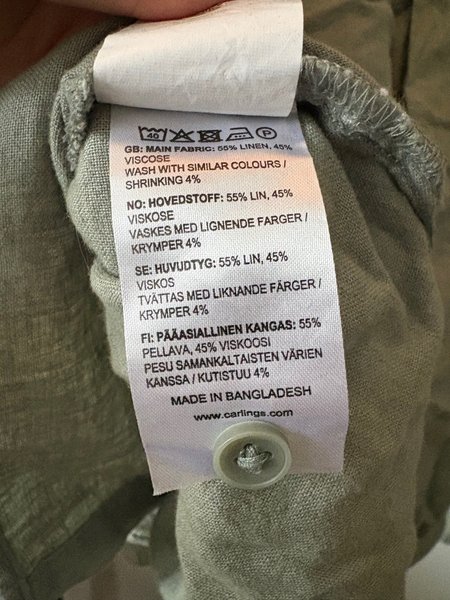 40 P
GB: MAIN FABRIC: 55% LINEN, 45%
VISCOSE
WASH WITH SIMILAR COLOURS /
SHRINKING 4%
NO: HOVEDSTOFF: 55% LIN, 45%
VISKOSE
VASKES MED LIGNENDE FARGER /
KRYMPER 4%
SE: HUVUDTYG: 55% LIN, 45%
VISKOS
TVÄTTAS MED LIKNANDE FÄRGER /
KRYMPER 4%
FI: PÄÄASIALLINEN KANGAS: 55%
PELLAVA, 45% VISKOOSI
PESU SAMANKALTAISTEN VÄRIEN
KANSSA / KUTISTUU 4%
MADE IN BANGLADESH
www.carlings.com